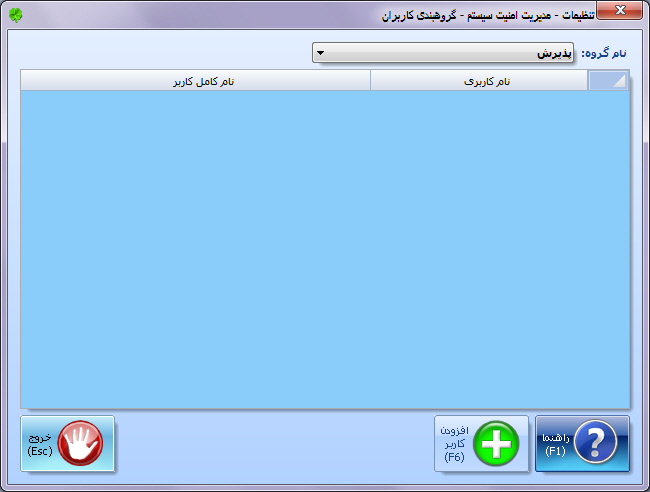 تنظیمات - مدیریت امنیت سیستم - گروهبندی کاربران
نام گروه: پذیرش
نام کاربری
نام کامل کاربر
راهنما
(F1)
افزودن
کاربر
(F6)
خروج
(Esc)